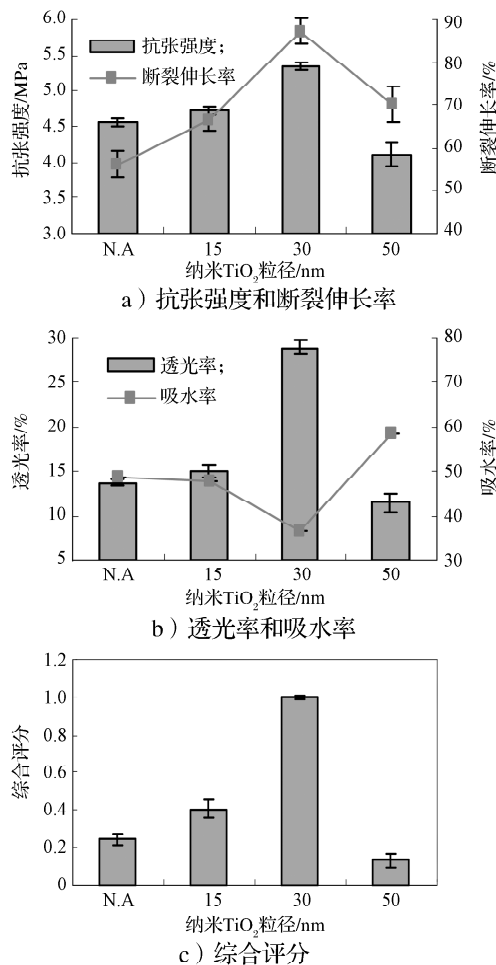 6.0
5.5
5.0
4.5
4.0
3.5
3.0
抗张强度/MPa
抗张强度；
断裂伸长率
90
80
70
60
50
40
断裂伸长率/%
N.A 15 30 50
纳米TiO₂粒径/nm
a）抗张强度和断裂伸长率
30
25
20
15
10
5
透光率/%
透光率；
吸水率
80
70
60
50
40
30
吸水率/%
N.A 15 30 50
纳米TiO₂粒径/nm
b）透光率和吸水率
1.2
1.0
0.8
0.6
0.4
0.2
0
综合评分
N.A 15 30 50
纳米TiO₂粒径/nm
c）综合评分